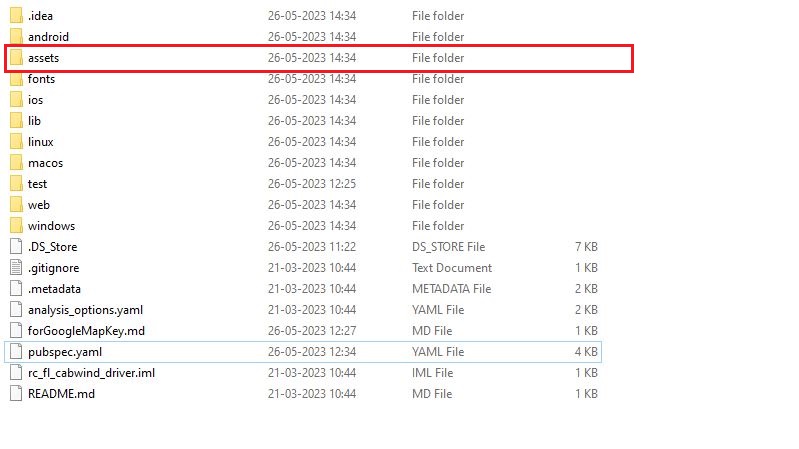 .idea 26-05-2023 14:34 File folder
android 26-05-2023 14:34 File folder
assets 26-05-2023 14:34 File folder
fonts 26-05-2023 14:34 File folder
ios 26-05-2023 14:34 File folder
lib 26-05-2023 14:34 File folder
linux 26-05-2023 14:34 File folder
macos 26-05-2023 14:34 File folder
test 26-05-2023 12:25 File folder
web 26-05-2023 14:34 File folder
windows 26-05-2023 14:34 File folder
.DS_Store 26-05-2023 11:22 DS_STORE File 7 KB
.gitignore 21-03-2023 10:44 Text Document 1 KB
.metadata 21-03-2023 10:44 METADATA File 2 KB
analysis_options.yaml 21-03-2023 10:44 YAML File 2 KB
forGoogleMapKey.md 26-05-2023 12:27 MD File 1 KB
pubspec.yaml 26-05-2023 12:34 YAML File 4 KB
rc_fl_cabwind_driver.iml 21-03-2023 10:44 IML File 1 KB
README.md 21-03-2023 10:44 MD File 1 KB